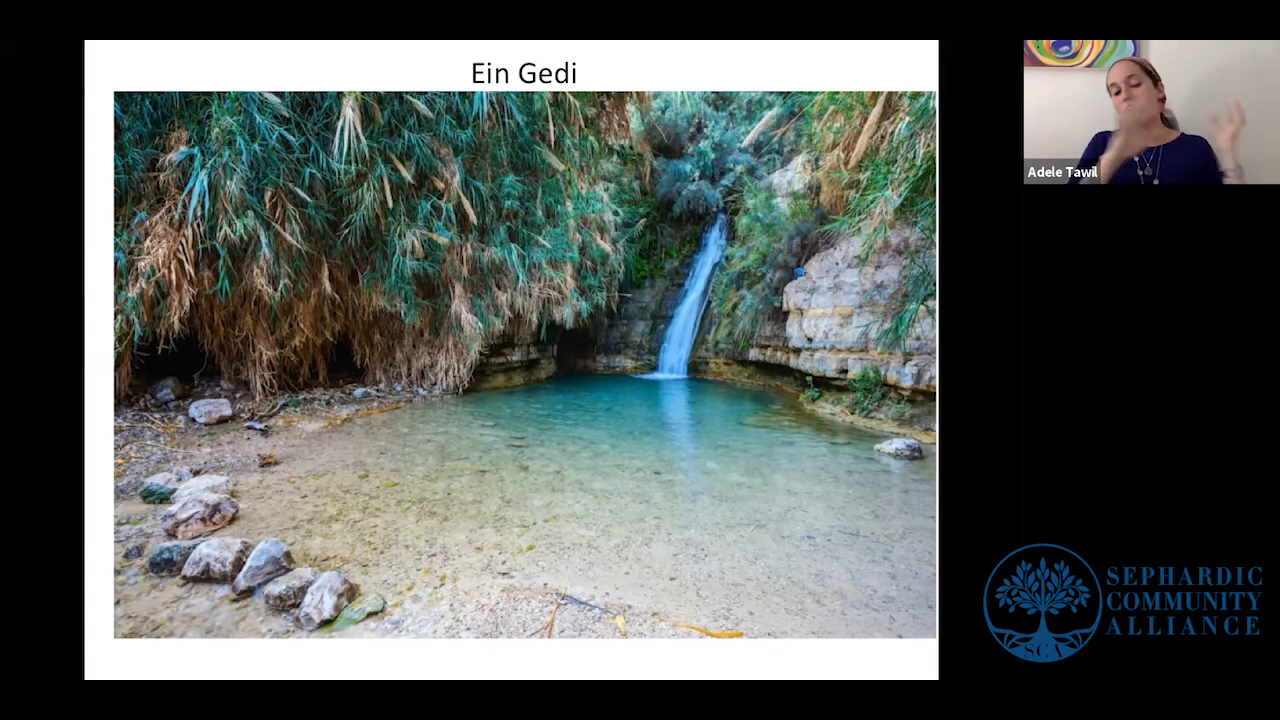 Ein Gedi
Adele Tawil
SEPHARDIC
COMMUNITY
ALLIANCE
SCA